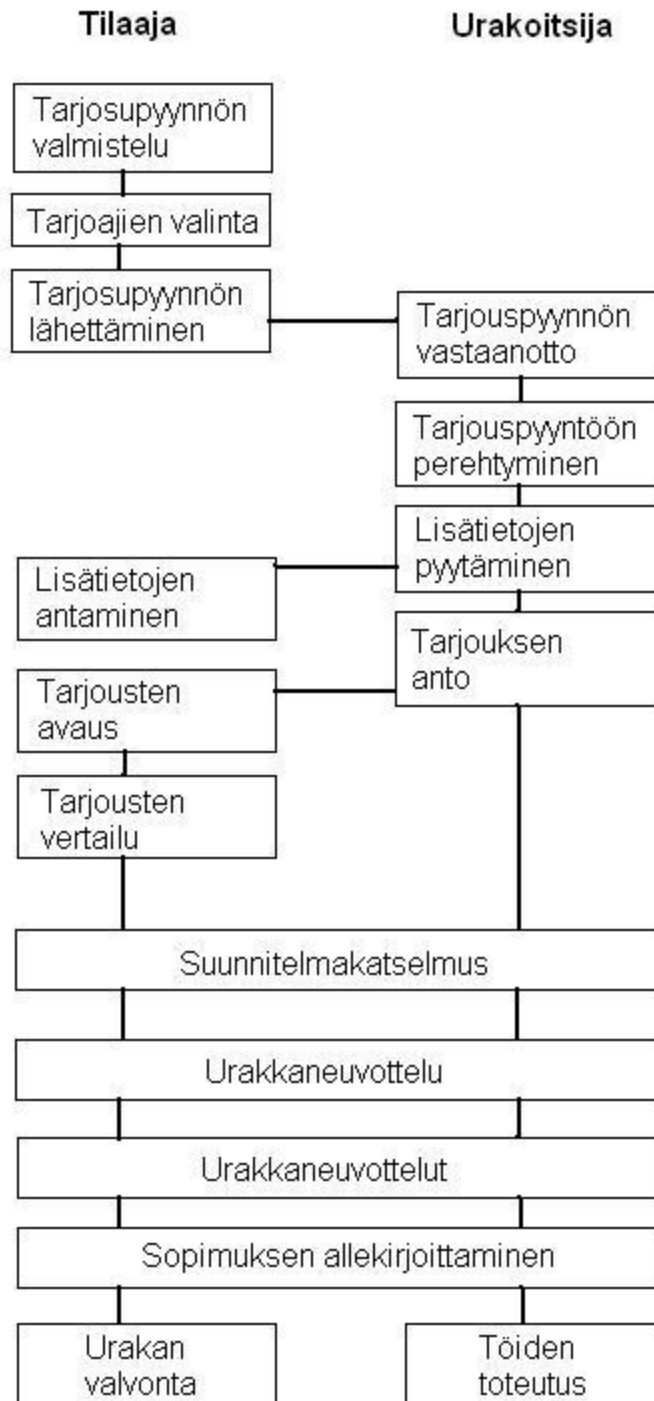 Tilaaja
Urakoitsija
Tarjosupyynnön
valmistelu
Tarjoajien valinta
Tarjosupyynnön
lähettäminen
Tarjouspyynnön
vastaanotto
Tarjouspyyntöön
perehtyminen
Lisätietojen
pyytäminen
Lisätietojen
antaminen
Tarjouksen
anto
Tarjousten
avaus
Tarjousten
vertailu
Suunnitelmakatselmus
Urakkaneuvottelu
Urakkaneuvottelut
Sopimuksen allekirjoittaminen
Urakan
valvonta
Töiden
toteutus